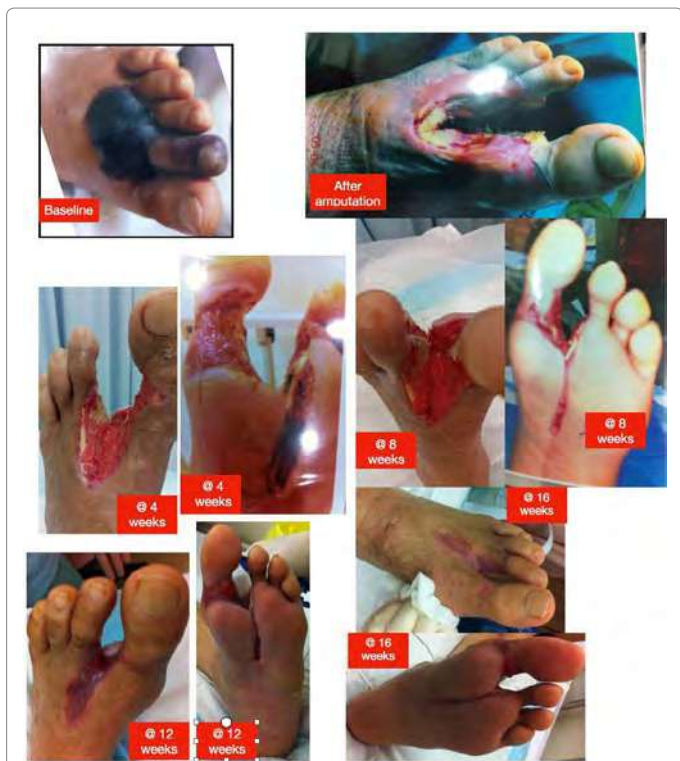 Baseline
After
amputation
@ 4
weeks
@ 4
weeks
@ 8
weeks
@ 8
weeks
@ 12
weeks
@ 12
weeks
@ 16
weeks
@ 16
weeks